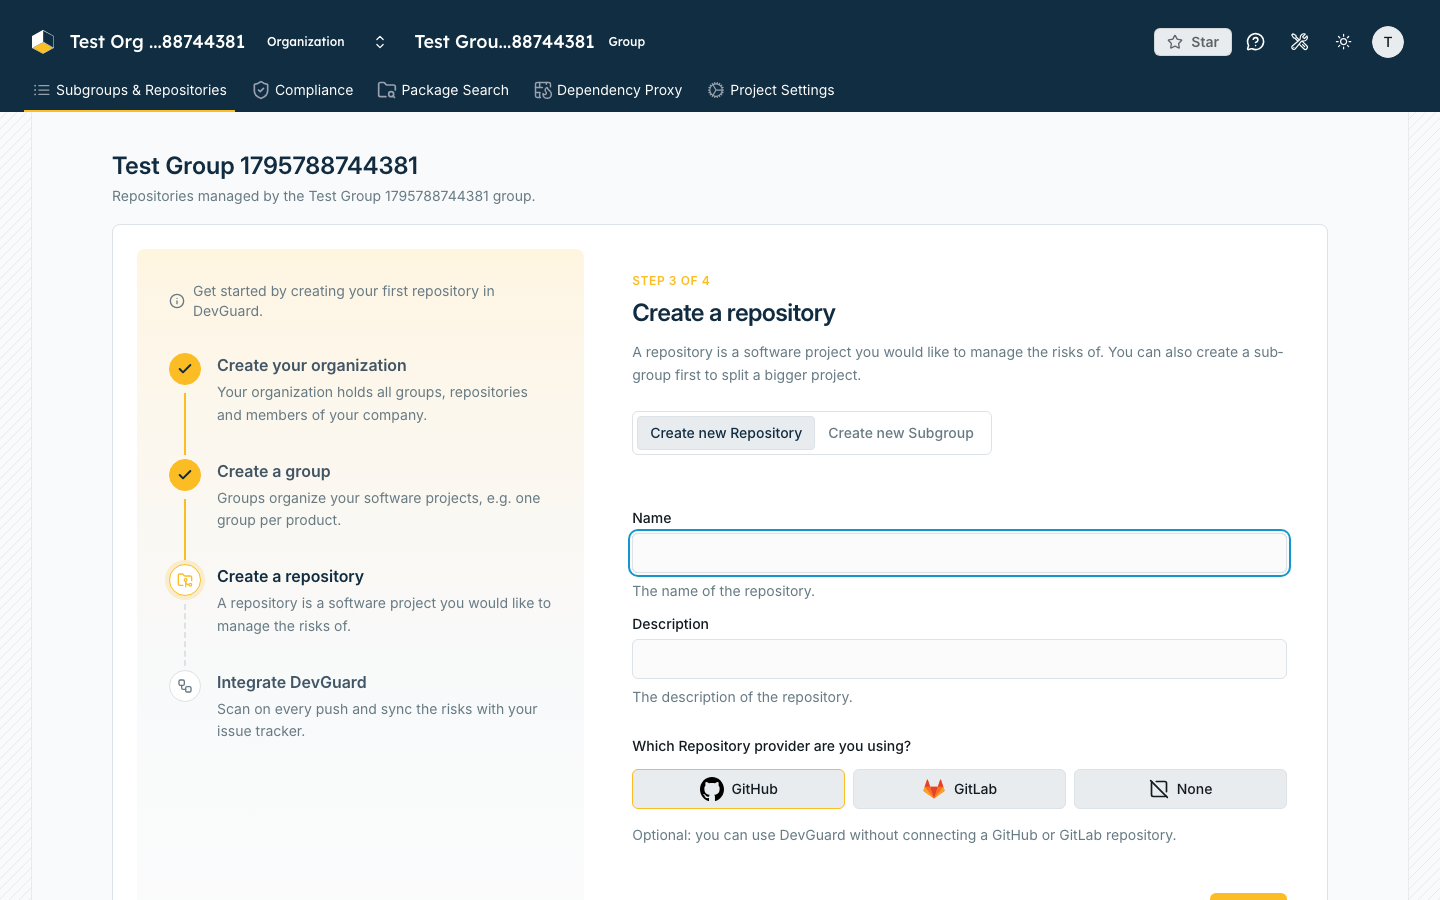 Test Org ...88744381 Organization Test Grou...88744381 Group Star T
Subgroups & Repositories Compliance Package Search Dependency Proxy Project Settings
Test Group 1795788744381
Repositories managed by the Test Group 1795788744381 group.
Get started by creating your first repository in
DevGuard.
Create your organization
Your organization holds all groups, repositories
and members of your company.
Create a group
Groups organize your software projects, e.g. one
group per product.
Create a repository
A repository is a software project you would like to
manage the risks of.
Integrate DevGuard
Scan on every push and sync the risks with your
issue tracker.
STEP 3 OF 4
Create a repository
A repository is a software project you would like to manage the risks of. You can also create a sub-
group first to split a bigger project.
Create new Repository Create new Subgroup
Name
The name of the repository.
Description
The description of the repository.
Which Repository provider are you using?
GitHub GitLab None
Optional: you can use DevGuard without connecting a GitHub or GitLab repository.